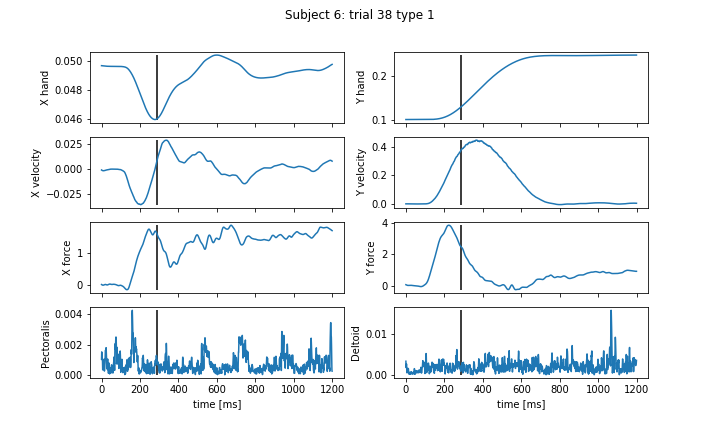 Subject 6: trial 38 type 1
X hand
0.050
0.048
0.046
Y hand
0.2
0.1
X velocity
0.025
0.000
−0.025
Y velocity
0.4
0.2
0.0
X force
1
0
Y force
4
2
0
Pectoralis
0.004
0.002
0.000
0 200 400 600 800 1000 1200
time [ms]
Deltoid
0.01
0.00
0 200 400 600 800 1000 1200
time [ms]